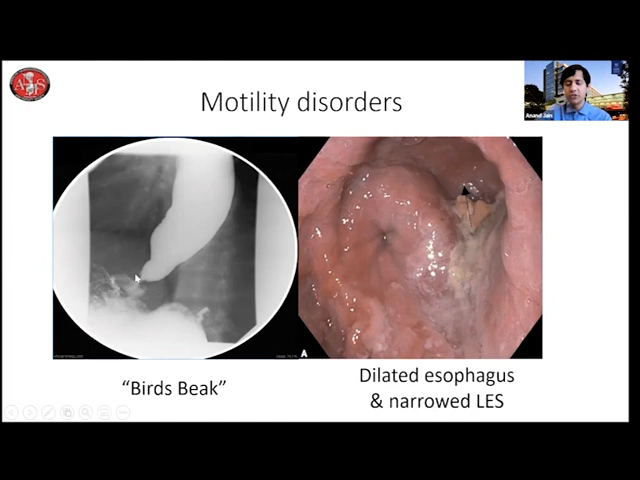 Motility disorders
Anand Jain
A
"Birds Beak"
Dilated esophagus
& narrowed LES